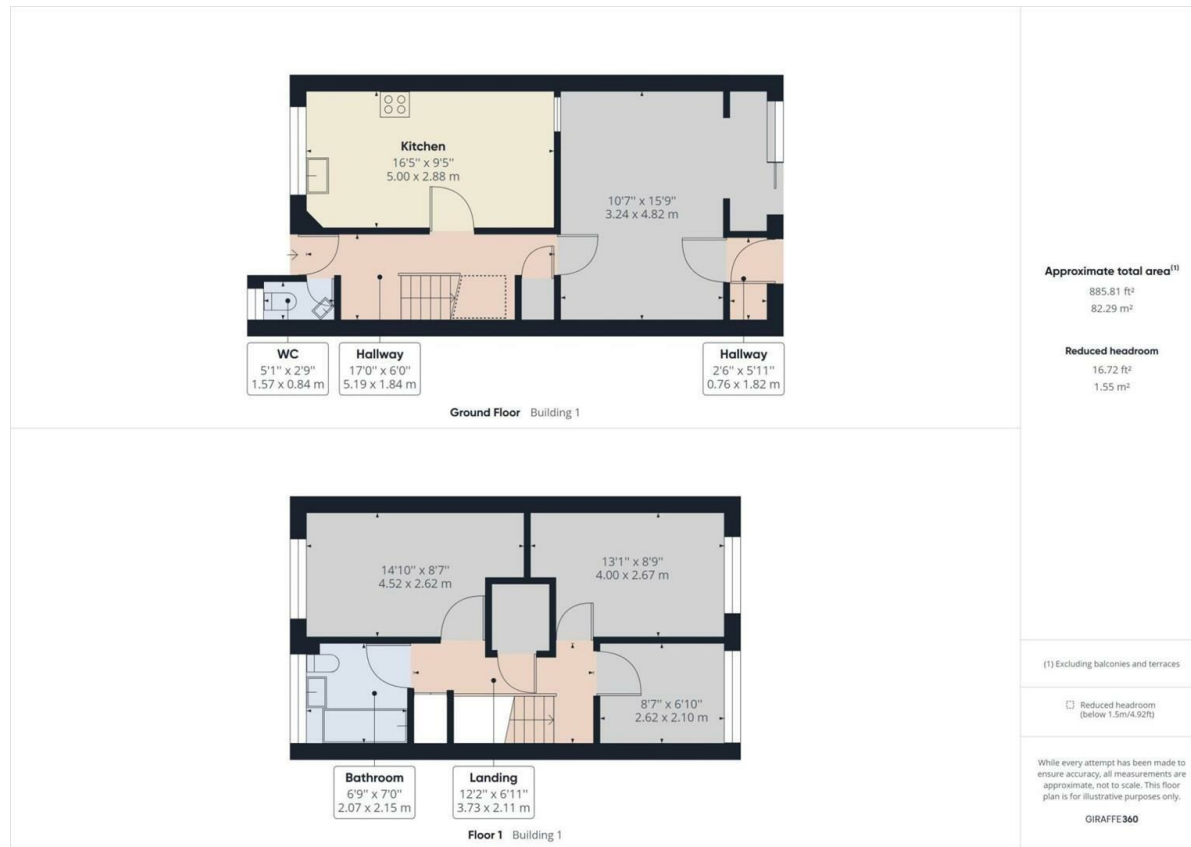 Kitchen
16'5" x 9'5"
5.00 x 2.88 m
10'7" x 15'9"
3.24 x 4.82 m
WC
5'1" x 2'9"
1.57 x 0.84 m
Hallway
17'0" x 6'0"
5.19 x 1.84 m
Hallway
2'6" x 5'11"
0.76 x 1.82 m
Ground Floor Building 1
14'10" x 8'7"
4.52 x 2.62 m
13'1" x 8'9"
4.00 x 2.67 m
8'7" x 6'10"
2.62 x 2.10 m
Bathroom
6'9" x 7'0"
2.07 x 2.15 m
Landing
12'2" x 6'11"
3.73 x 2.11 m
Floor 1 Building 1
Approximate total area(1)
885.81 ft²
82.29 m²
Reduced headroom
16.72 ft²
1.55 m²
(1) Excluding balconies and terraces
Reduced headroom
(below 1.5m/4.92ft)
While every attempt has been made to
ensure accuracy, all measurements are
approximate, not to scale. This floor
plan is for illustrative purposes only.
GIRAFFE360